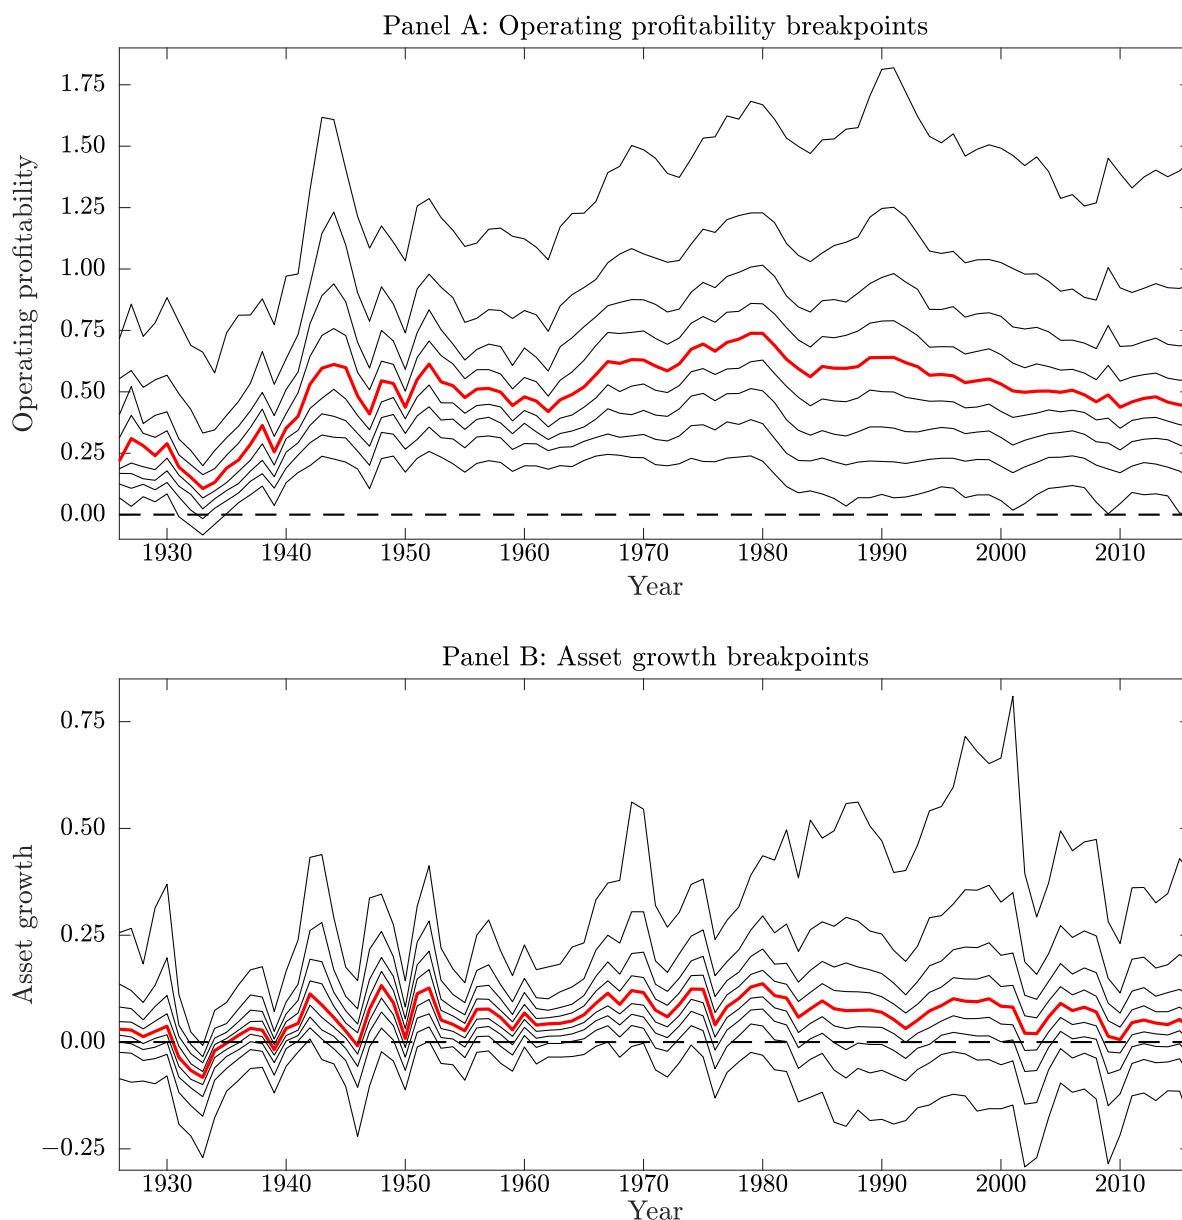 Panel A: Operating profitability breakpoints
1.75
1.50
1.25
1.00
0.75
0.50
0.25
0.00
Operating profitability
1930 1940 1950 1960 1970 1980 1990 2000 2010
Year
Panel B: Asset growth breakpoints
0.75
0.50
0.25
0.00
−0.25
Asset growth
1930 1940 1950 1960 1970 1980 1990 2000 2010
Year